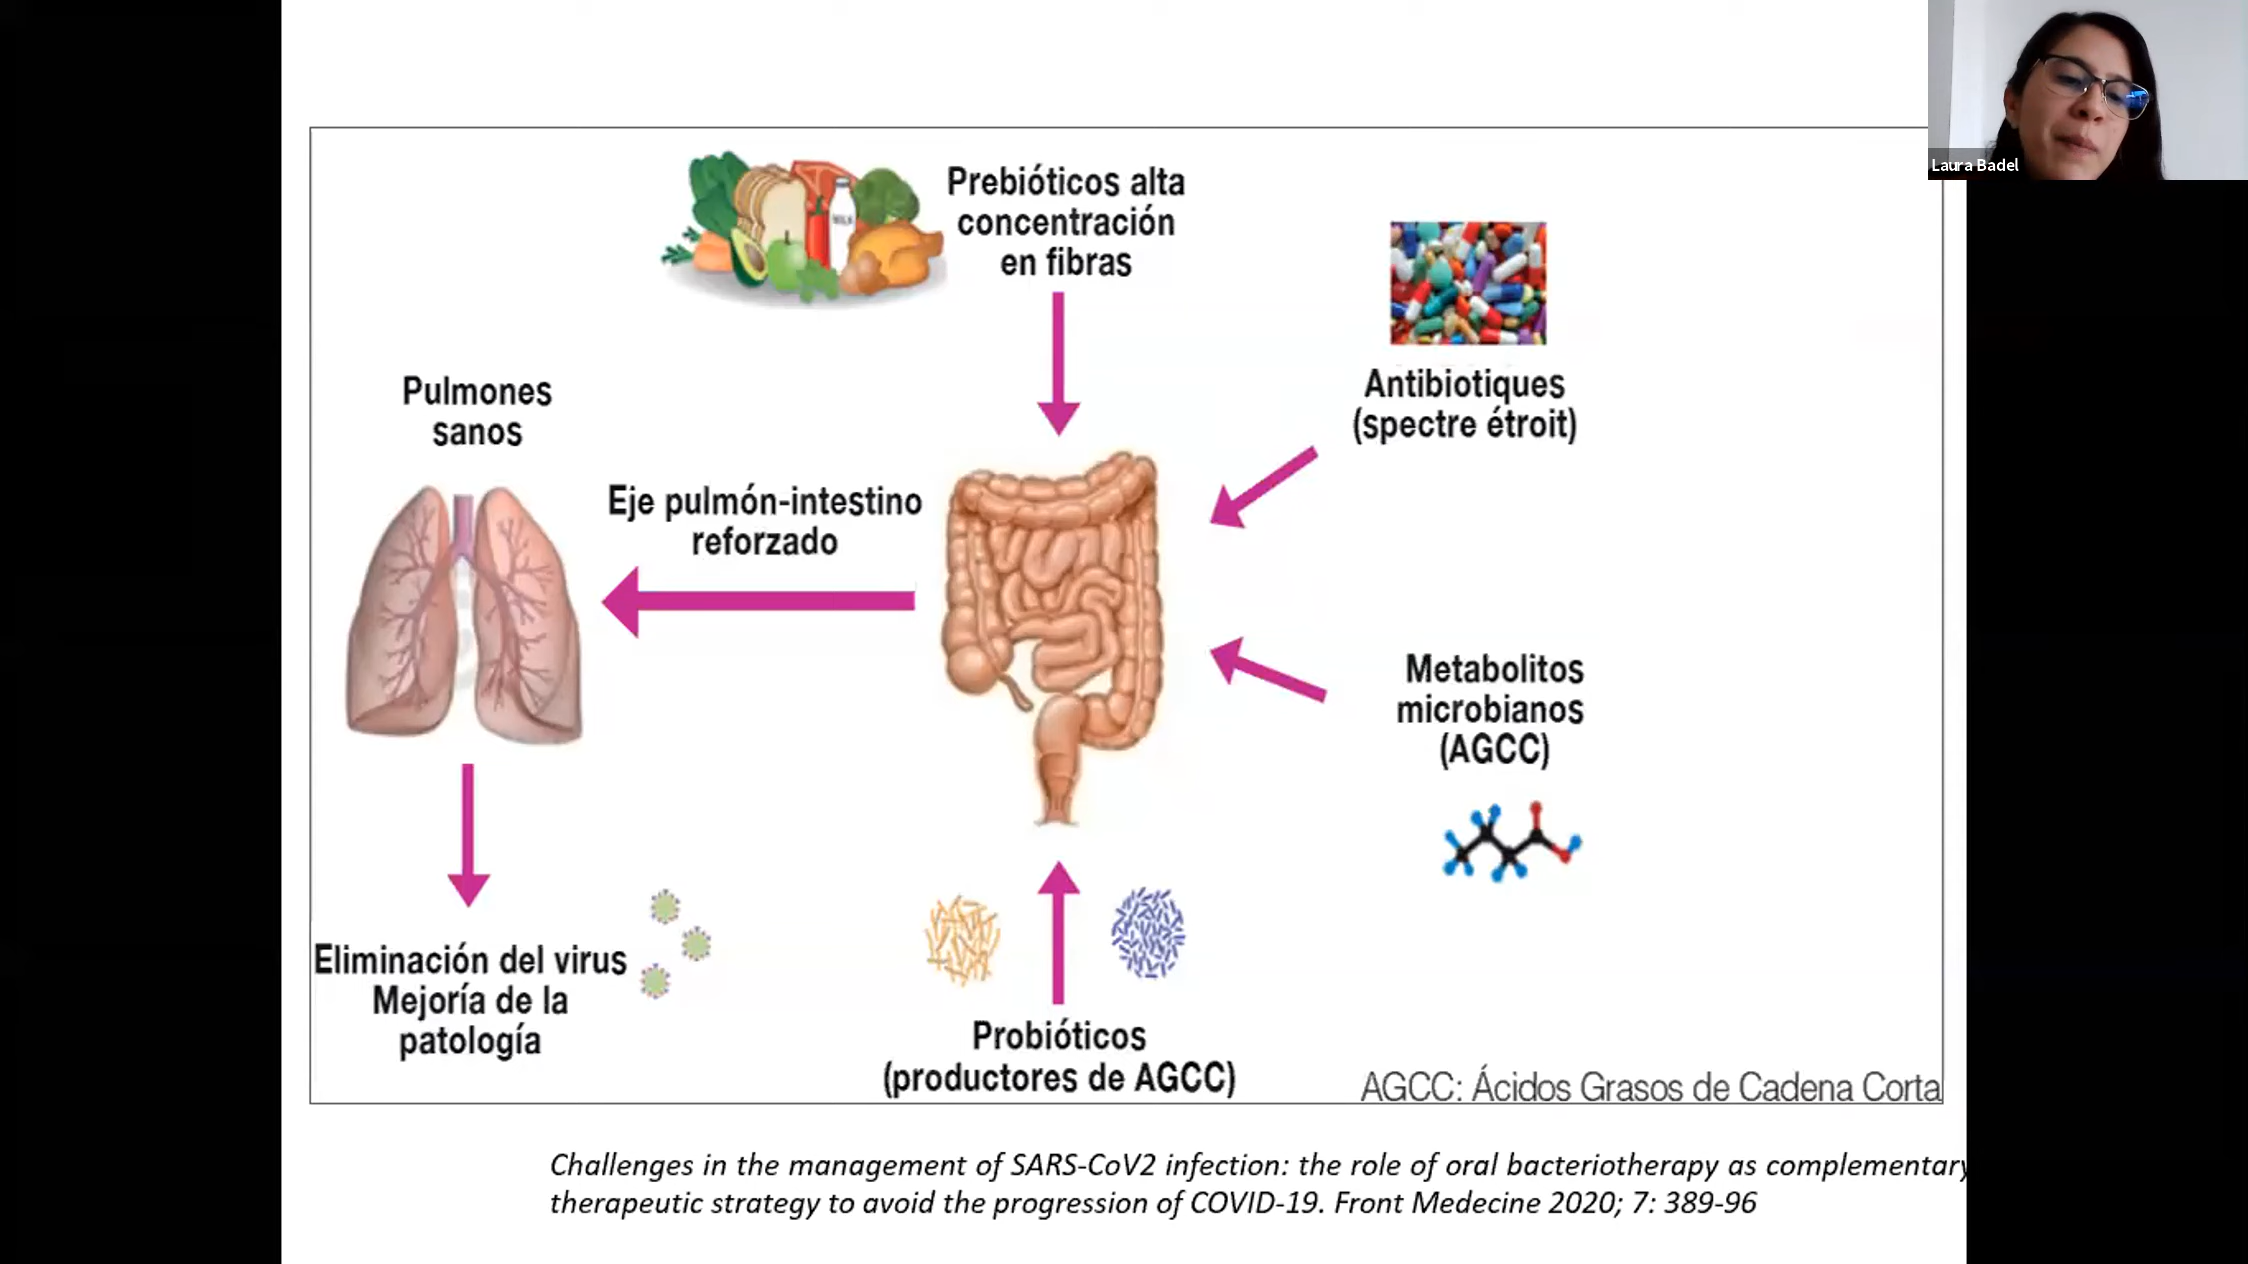 Laura Badel
Prebióticos alta
concentración
en fibras
Antibiotiques
(spectre étroit)
Pulmones
sanos
Eje pulmón-intestino
reforzado
Metabolitos
microbianos
(AGCC)
Eliminación del virus
Mejoría de la
patología
Probióticos
(productores de AGCC)
AGCC: Ácidos Grasos de Cadena Corta
Challenges in the management of SARS-CoV2 infection: the role of oral bacteriotherapy as complementary
therapeutic strategy to avoid the progression of COVID-19. Front Medecine 2020; 7: 389-96